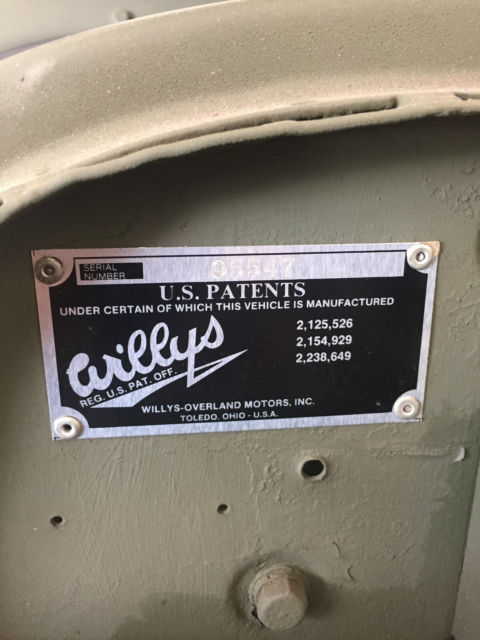 SERIAL
NUMBER
95547
U.S. PATENTS
UNDER CERTAIN OF WHICH THIS VEHICLE IS MANUFACTURED
Willys
REG. U.S. PAT. OFF.
2,125,526
2,154,929
2,238,649
WILLYS-OVERLAND MOTORS, INC.
TOLEDO, OHIO - U.S.A.